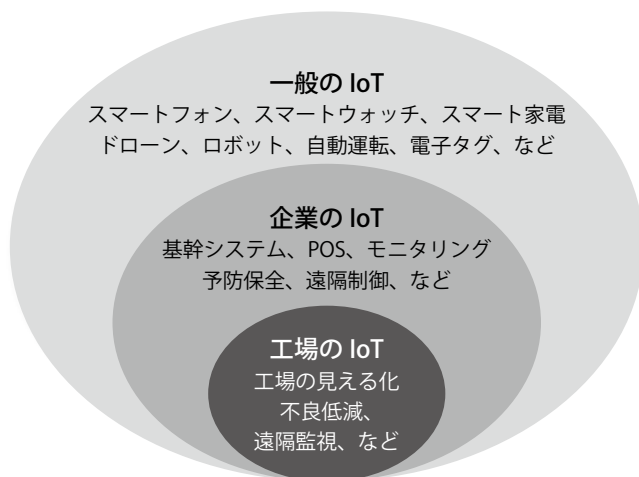 一般の IoT
スマートフォン、スマートウォッチ、スマート家電
ドローン、ロボット、自動運転、電子タグ、など
企業の IoT
基幹システム、POS、モニタリング
予防保全、遠隔制御、など
工場の IoT
工場の見える化
不良低減、
遠隔監視、など